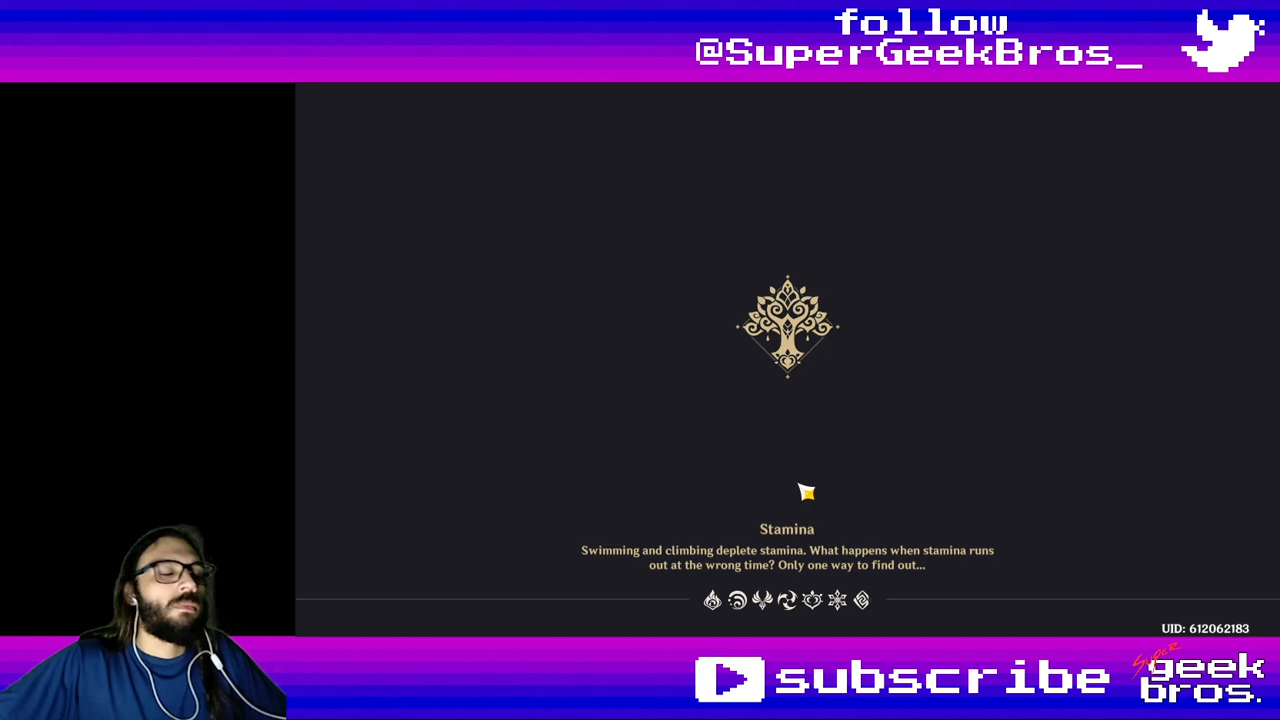 follow
@SuperGeekBros_
Stamina
Swimming and climbing deplete stamina. What happens when stamina runs
out at the wrong time? Only one way to find out...
UID: 612062183
subscribe
SUPER
geek
bros.